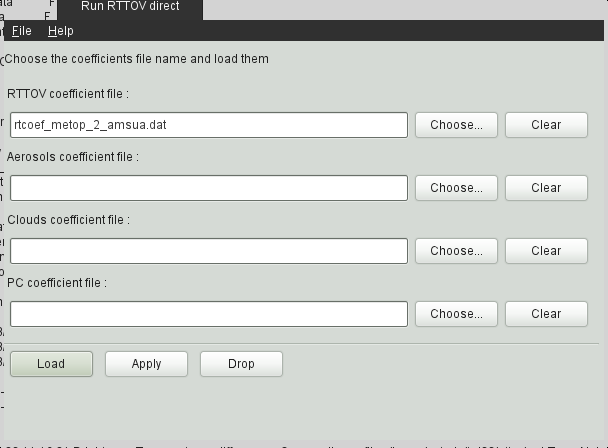 Run RTTOV direct
File Help
Choose the coefficients file name and load them
RTTOV coefficient file :
rtcoef_metop_2_amsua.dat Choose... Clear
Aerosols coefficient file :
Choose... Clear
Clouds coefficient file :
Choose... Clear
PC coefficient file :
Choose... Clear
Load Apply Drop